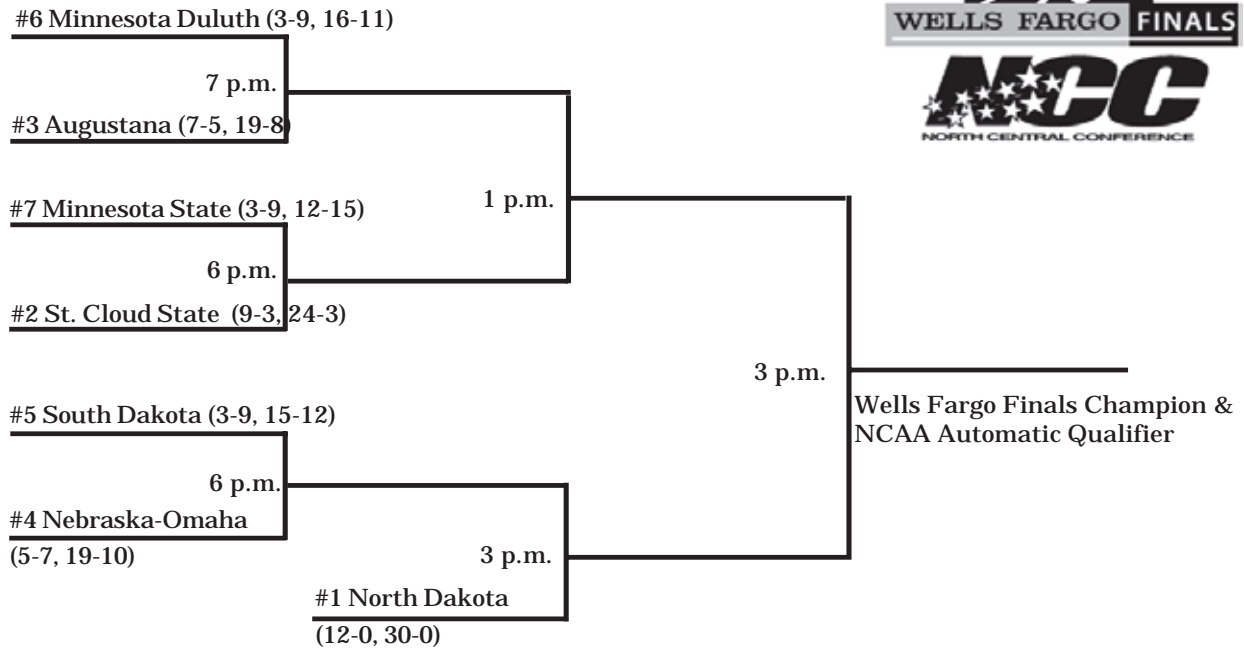 #6 Minnesota Duluth (3-9, 16-11)
WELLS FARGO FINALS
7 p.m.
#3 Augustana (7-5, 19-8)
NCC
NORTH CENTRAL CONFERENCE
#7 Minnesota State (3-9, 12-15)
1 p.m.
6 p.m.
#2 St. Cloud State (9-3, 24-3)
3 p.m.
Wells Fargo Finals Champion &
NCAA Automatic Qualifier
#5 South Dakota (3-9, 15-12)
6 p.m.
#4 Nebraska-Omaha
(5-7, 19-10)
3 p.m.
#1 North Dakota
(12-0, 30-0)